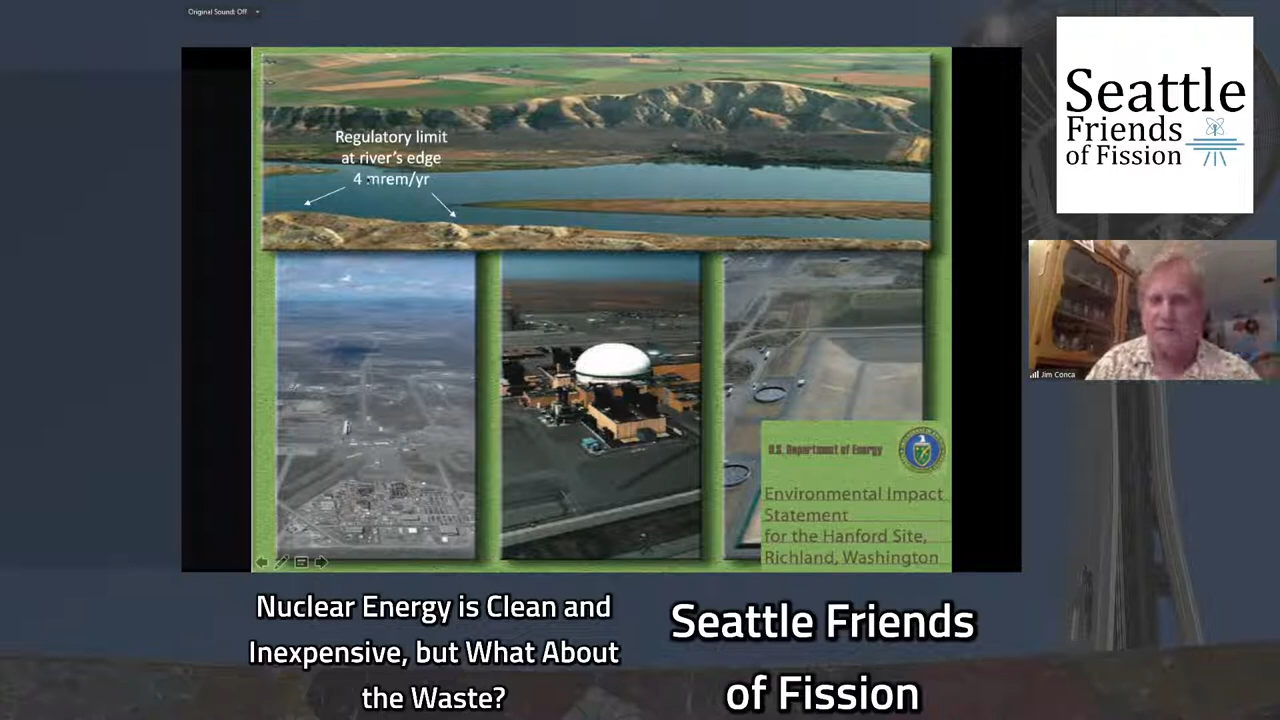 Original Sound: Off
Regulatory limit
at river's edge
4 mrem/yr
U.S. Department of Energy
Environmental Impact
Statement
for the Hanford Site,
Richland, Washington
Seattle
Friends
of Fission
Jim Conca
Nuclear Energy is Clean and
Inexpensive, but What About
the Waste?
Seattle Friends
of Fission